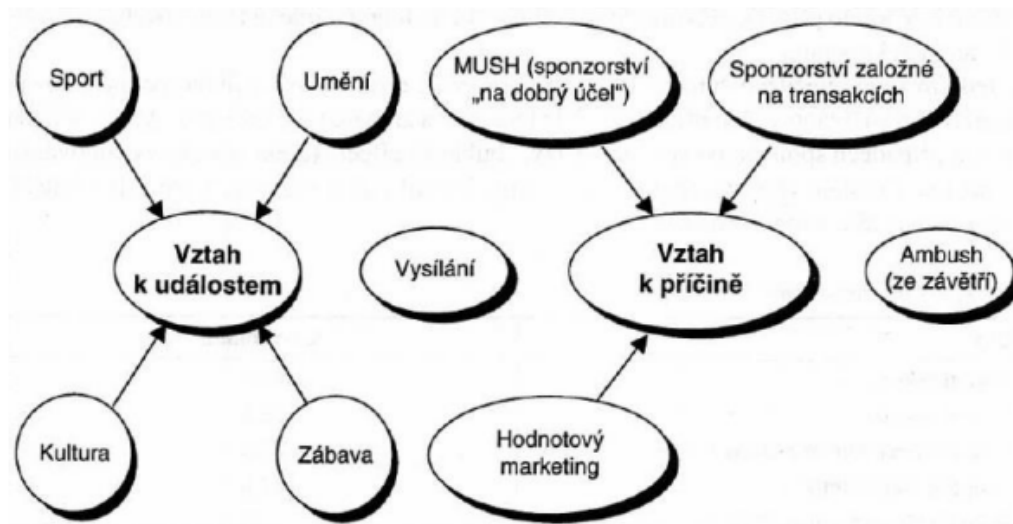 Sport
Umění
MUSH (sponzorství
„na dobrý účel")
Sponzorství založné
na transakcích
Vztah
k událostem
Vysílání
Vztah
k příčině
Ambush
(ze závětří)
Kultura
Zábava
Hodnotový
marketing